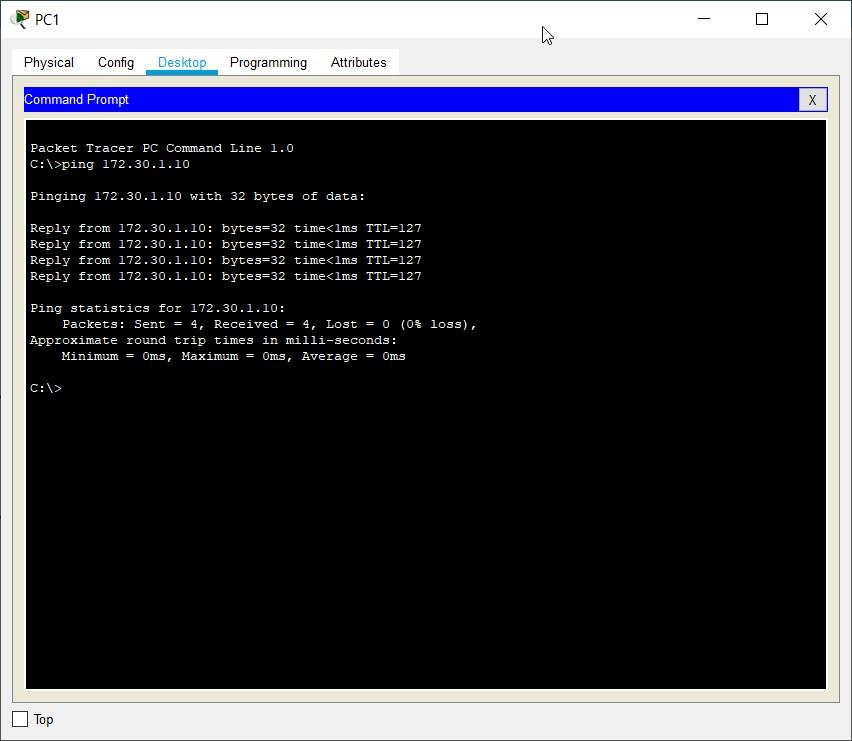 PC1
Physical Config Desktop Programming Attributes
Command Prompt X
Packet Tracer PC Command Line 1.0
C:\>ping 172.30.1.10
Pinging 172.30.1.10 with 32 bytes of data:
Reply from 172.30.1.10: bytes=32 time<1ms TTL=127
Reply from 172.30.1.10: bytes=32 time<1ms TTL=127
Reply from 172.30.1.10: bytes=32 time<1ms TTL=127
Reply from 172.30.1.10: bytes=32 time<1ms TTL=127
Ping statistics for 172.30.1.10:
    Packets: Sent = 4, Received = 4, Lost = 0 (0% loss),
Approximate round trip times in milli-seconds:
    Minimum = 0ms, Maximum = 0ms, Average = 0ms
C:\>
Top